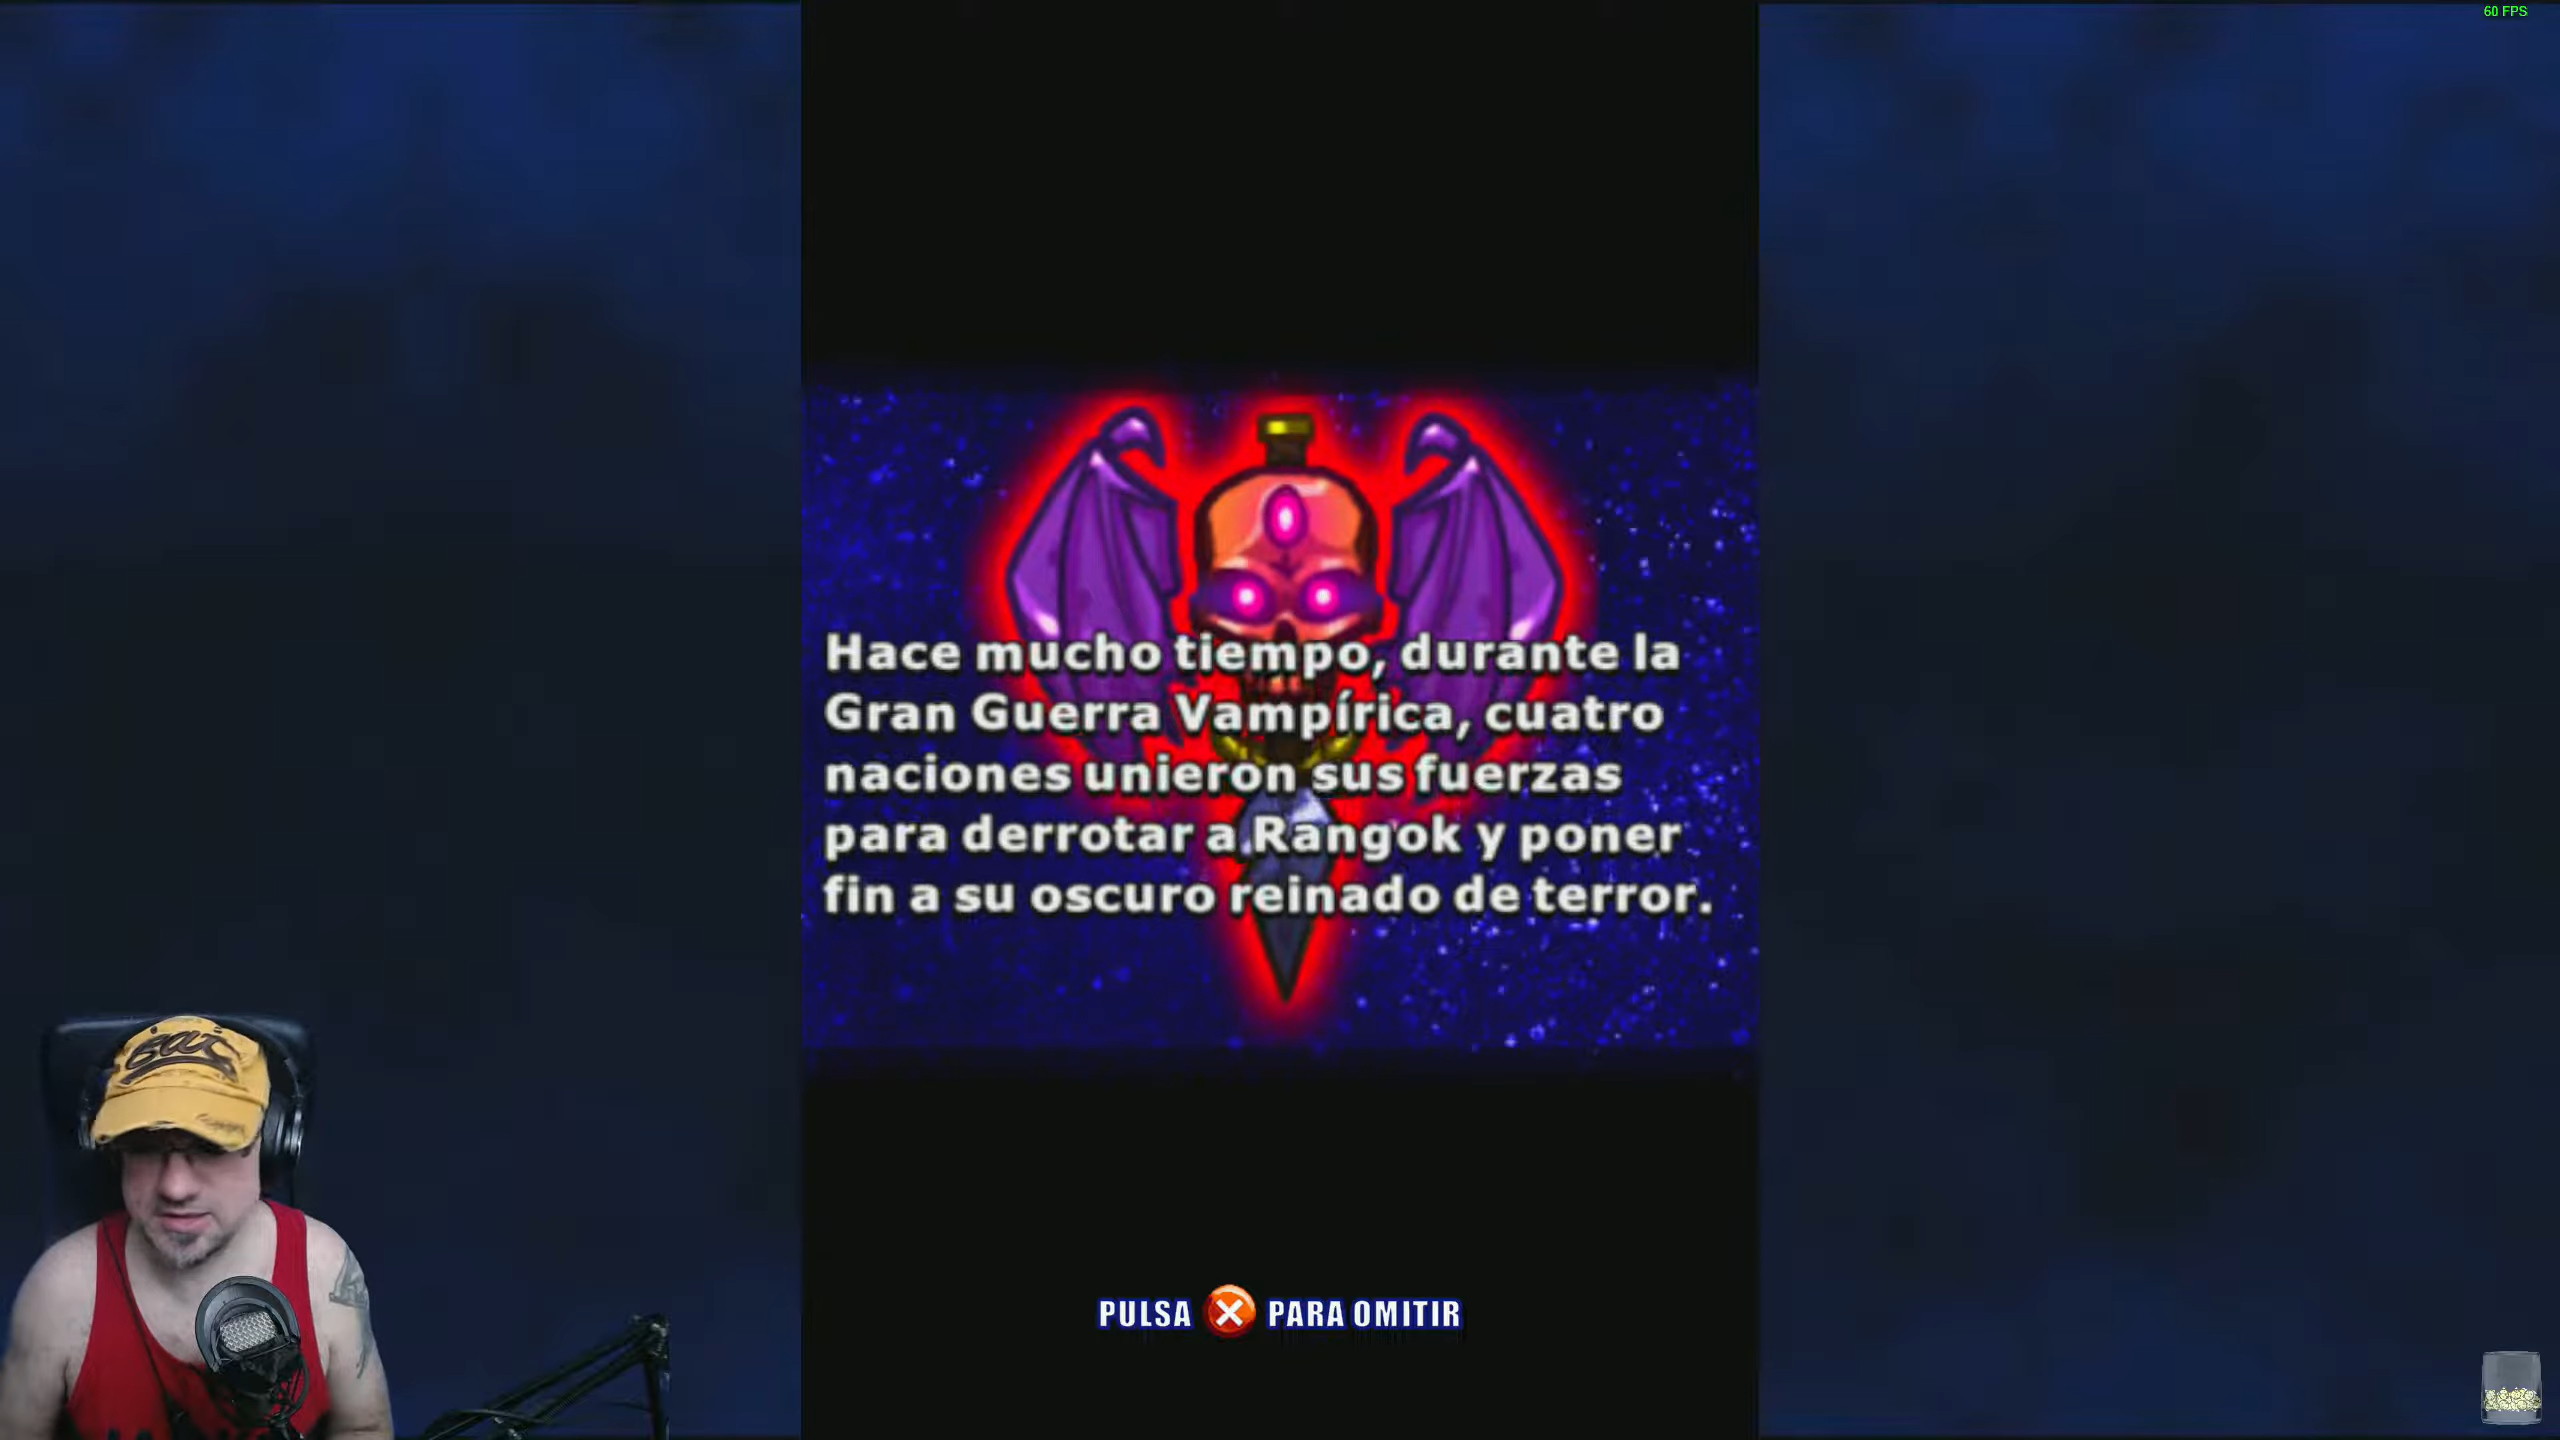 60 FPS
Hace mucho tiempo, durante la
Gran Guerra Vampírica, cuatro
naciones unieron sus fuerzas
para derrotar a Rangok y poner
fin a su oscuro reinado de terror.
PULSA X PARA OMITIR